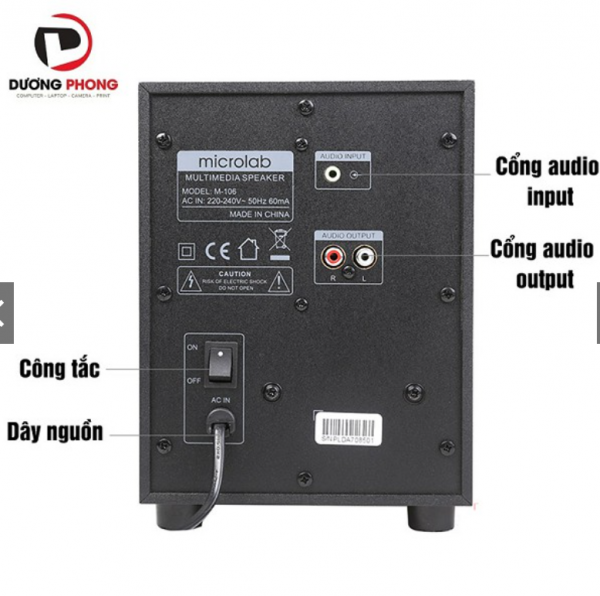 DƯƠNG PHONG
COMPUTER - LAPTOP - CAMERA - PRINT
microlab
MULTIMEDIA SPEAKER
MODEL: M-106
AC IN: 220-240V~ 50Hz 60mA
MADE IN CHINA
AUDIO INPUT
Cổng audio
input
AUDIO OUTPUT
R L
Cổng audio
output
CE
CAUTION
RISK OF ELECTRIC SHOCK
DO NOT OPEN
ON
OFF
Công tắc
AC IN
Dây nguồn